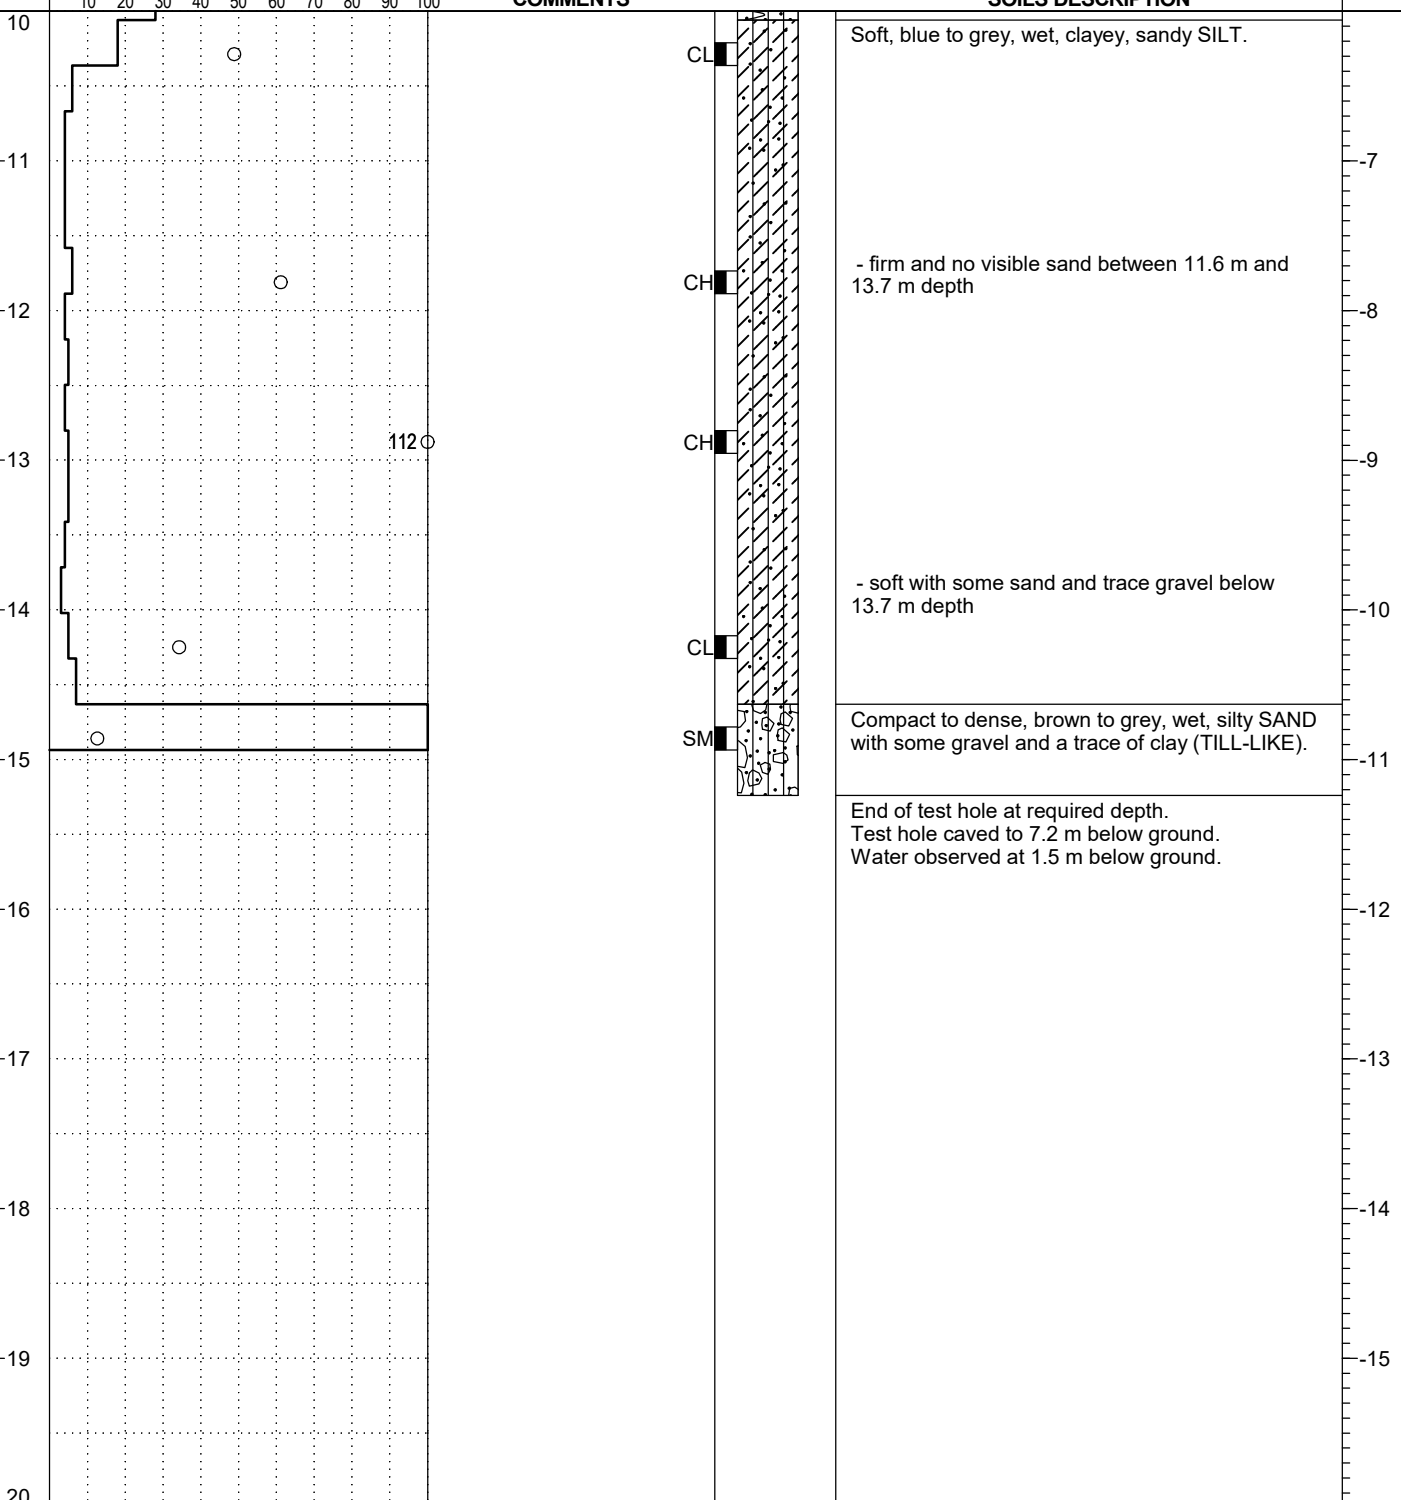 10 20 30 40 50 60 70 80 90 100 COMMENTS SOILS DESCRIPTION
10
Soft, blue to grey, wet, clayey, sandy SILT.
CL
11
-7
- firm and no visible sand between 11.6 m and
13.7 m depth
CH
12
-8
112
CH
13
-9
- soft with some sand and trace gravel below
13.7 m depth
14
-10
CL
Compact to dense, brown to grey, wet, silty SAND
with some gravel and a trace of clay (TILL-LIKE).
SM
15
-11
End of test hole at required depth.
Test hole caved to 7.2 m below ground.
Water observed at 1.5 m below ground.
16
-12
17
-13
18
-14
19
-15
20